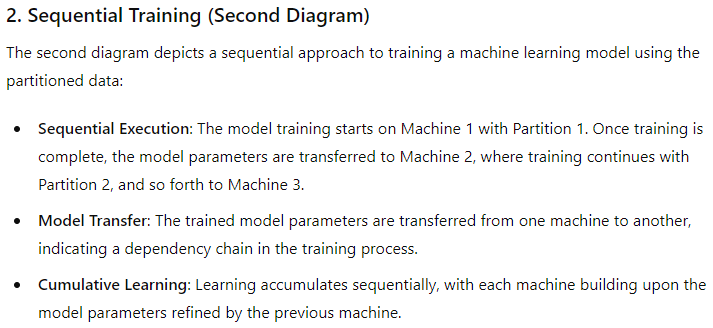 2. Sequential Training (Second Diagram)
The second diagram depicts a sequential approach to training a machine learning model using the
partitioned data:
• Sequential Execution: The model training starts on Machine 1 with Partition 1. Once training is
complete, the model parameters are transferred to Machine 2, where training continues with
Partition 2, and so forth to Machine 3.
• Model Transfer: The trained model parameters are transferred from one machine to another,
indicating a dependency chain in the training process.
• Cumulative Learning: Learning accumulates sequentially, with each machine building upon the
model parameters refined by the previous machine.